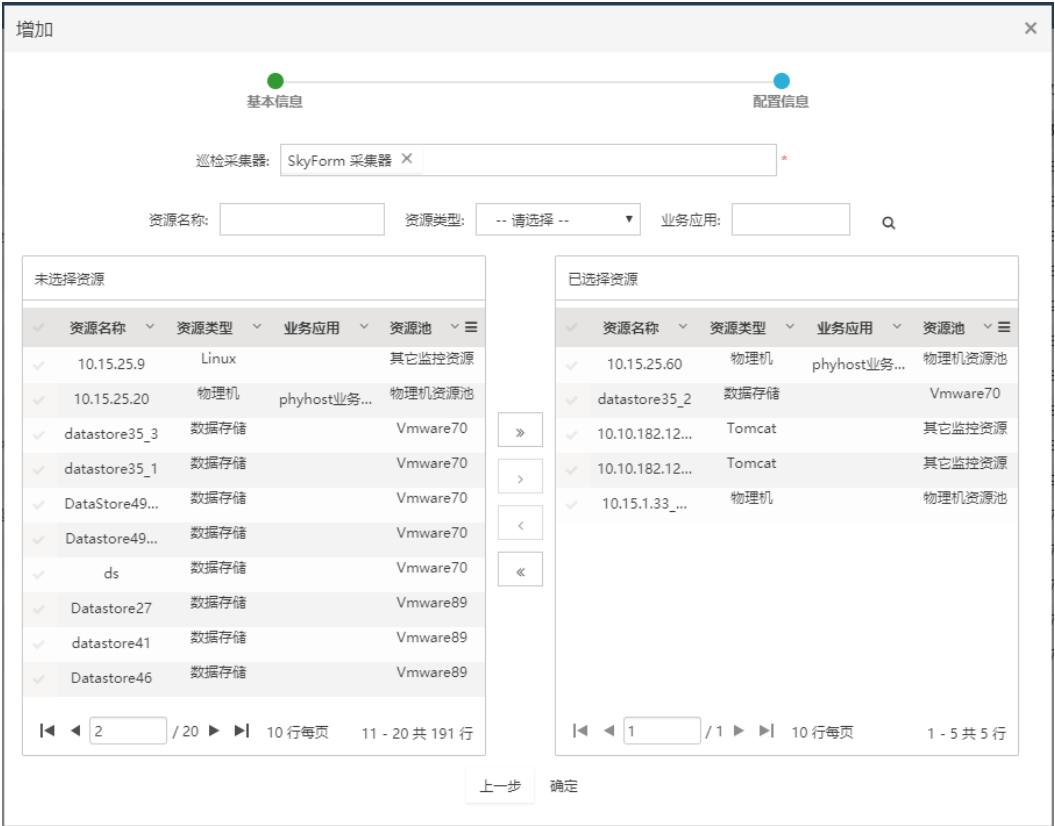 增加
基本信息 配置信息
巡检采集器: SkyForm 采集器 *
资源名称: 资源类型: -- 请选择 -- 业务应用:
未选择资源
资源名称 资源类型 业务应用 资源池
10.15.25.9 Linux 其它监控资源
10.15.25.20 物理机 phyhost业务... 物理机资源池
datastore35_3 数据存储 Vmware70
datastore35_1 数据存储 Vmware70
DataStore49... 数据存储 Vmware70
Datastore49... 数据存储 Vmware70
ds 数据存储 Vmware70
Datastore27 数据存储 Vmware89
datastore41 数据存储 Vmware89
Datastore46 数据存储 Vmware89
2 / 20 10 行每页 11 - 20 共 191 行
已选择资源
资源名称 资源类型 业务应用 资源池
10.15.25.60 物理机 phyhost业务... 物理机资源池
datastore35_2 数据存储 Vmware70
10.10.182.12... Tomcat 其它监控资源
10.10.182.12... Tomcat 其它监控资源
10.15.1.33_... 物理机 物理机资源池
1 / 1 10 行每页 1 - 5 共 5 行
上一步 确定